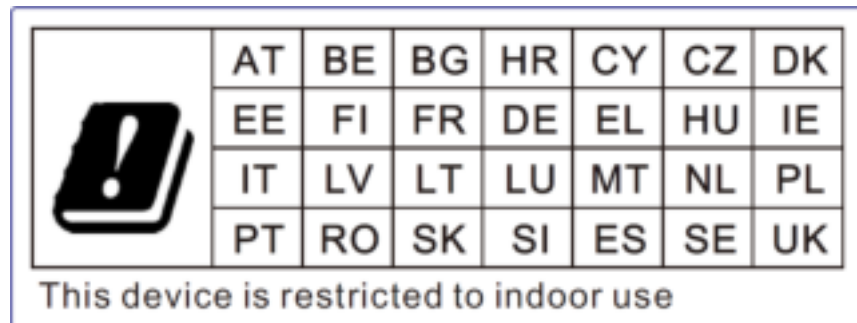 AT BE BG HR CY CZ DK
EE FI FR DE EL HU IE
IT LV LT LU MT NL PL
PT RO SK SI ES SE UK
This device is restricted to indoor use